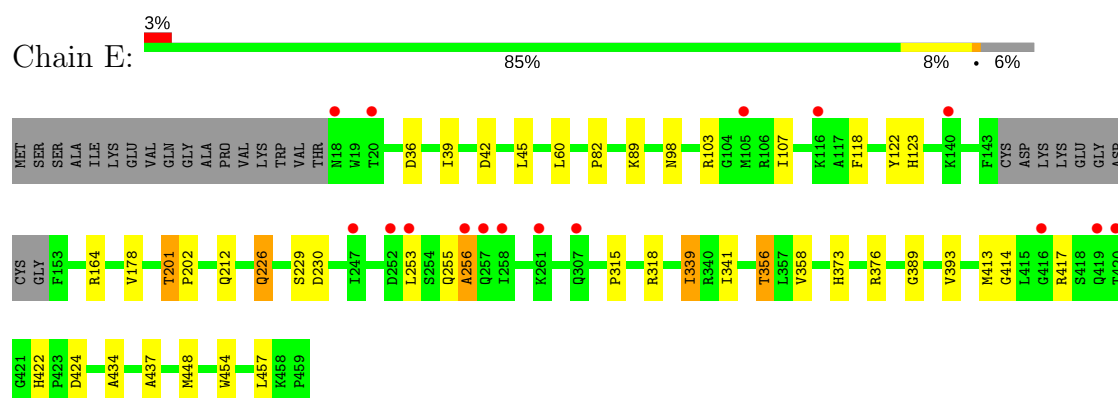 3%
Chain E:
85% 8% • 6%
MET SER SER ALA ILE LYS GLU VAL GLN GLY ALA PRO VAL LYS TRP VAL THR N18 W19 T20 D36 I39 D42 L45 L60 P82 K89 N98 R103 G104 M105 R106 I107 K116 A117 F118 Y122 H123 K140 F143 CYS ASP LYS LYS GLU GLY ASP
CYS GLY F153 R164 V178 T201 P202 Q212 Q226 S229 D230 I247 D252 L253 S254 Q255 A256 Q257 I258 K261 Q307 P315 R318 I339 R340 I341 T356 L357 V358 H373 R376 G389 V393 M413 G414 L415 G416 R417 S418 Q419 T420
G421 H422 P423 D424 A434 A437 M448 W454 L457 K458 P459